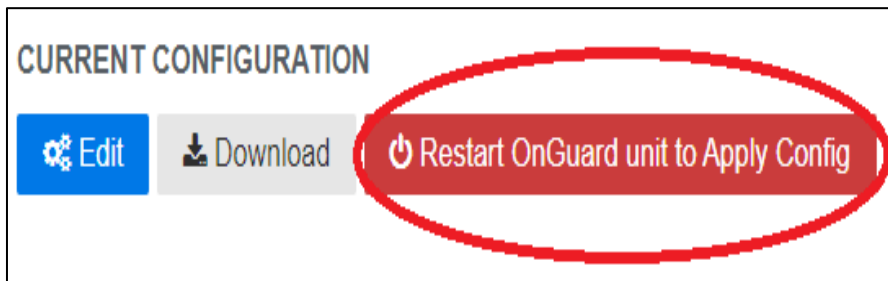 CURRENT CONFIGURATION
Edit Download Restart OnGuard unit to Apply Config